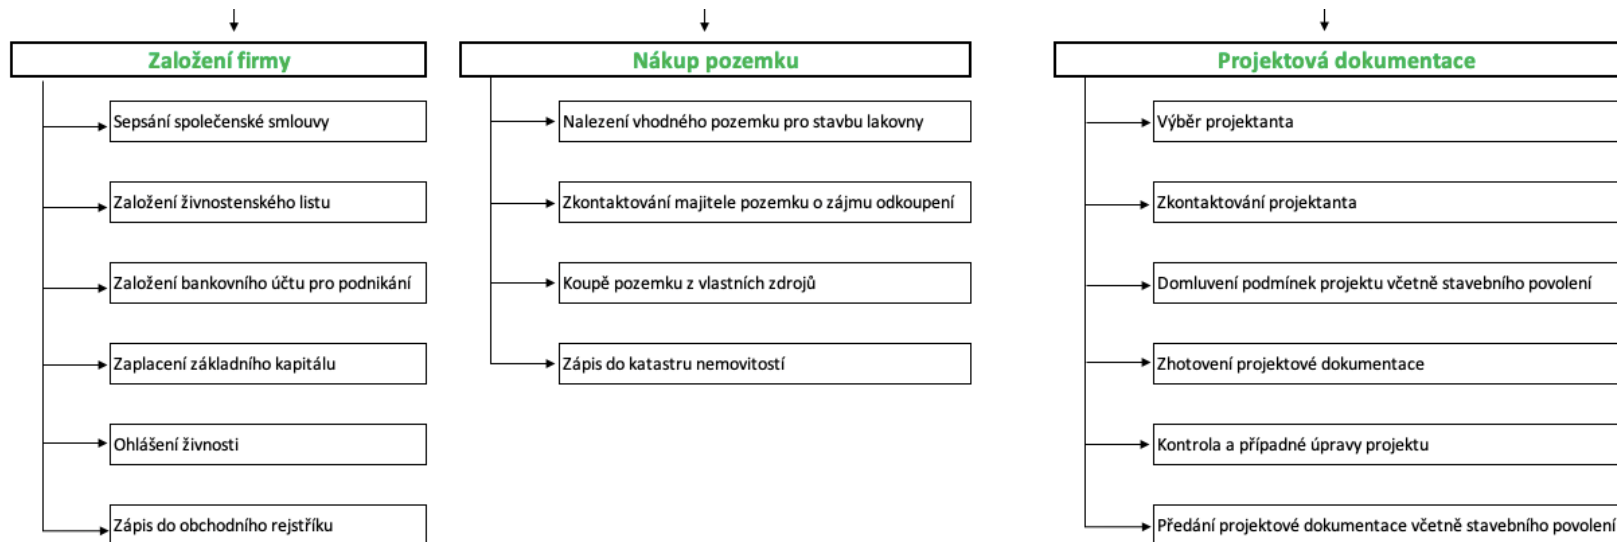 Založení firmy
Sepsání společenské smlouvy
Založení živnostenského listu
Založení bankovního účtu pro podnikání
Zaplacení základního kapitálu
Ohlášení živnosti
Zápis do obchodního rejstříku
Nákup pozemku
Nalezení vhodného pozemku pro stavbu lakovny
Zkontaktování majitele pozemku o zájmu odkoupení
Koupě pozemku z vlastních zdrojů
Zápis do katastru nemovitostí
Projektová dokumentace
Výběr projektanta
Zkontaktování projektanta
Domluvení podmínek projektu včetně stavebního povolení
Zhotovení projektové dokumentace
Kontrola a případné úpravy projektu
Předání projektové dokumentace včetně stavebního povolení